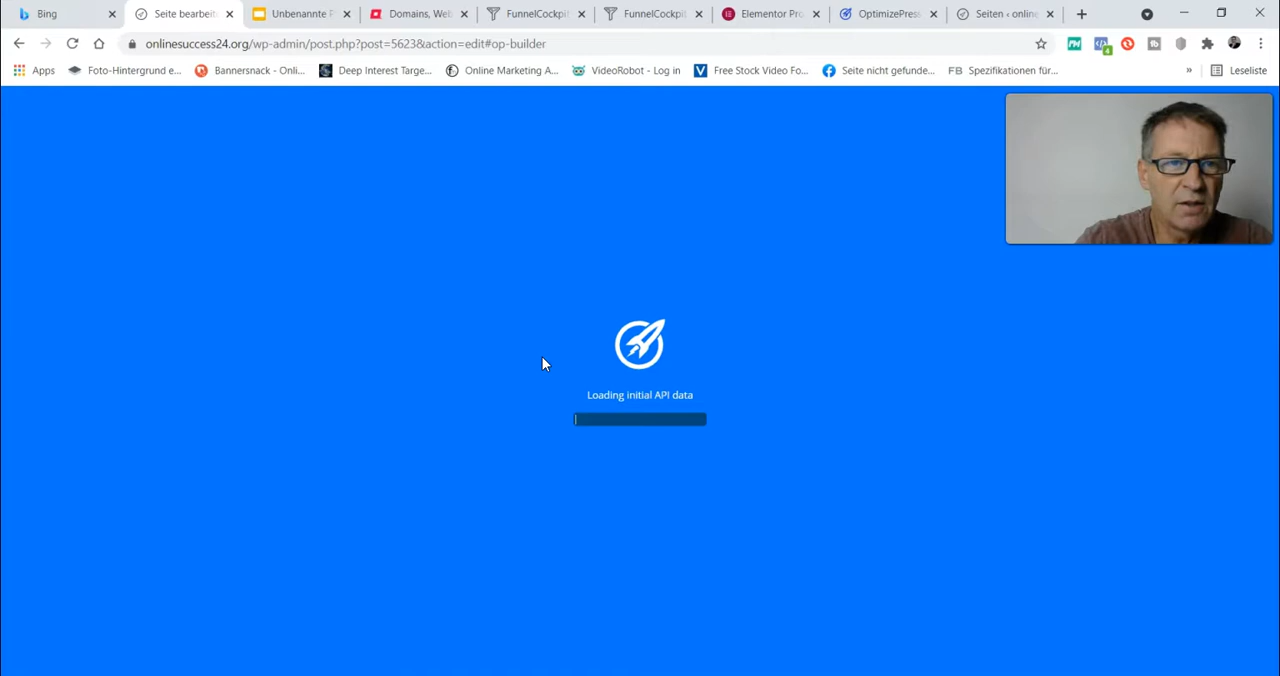 Bing
Seite bearbeit
Unbenannte P
Domains, Web
FunnelCockpi
FunnelCockpi
Elementor Pro
OptimizePress
Seiten ‹ online
onlinesuccess24.org/wp-admin/post.php?post=5623&action=edit#op-builder
4
Apps
Foto-Hintergrund e...
Bannersnack - Onli...
Deep Interest Targe...
Online Marketing A...
VideoRobot - Log in
Free Stock Video Fo...
Seite nicht gefunde...
FB Spezifikationen für...
»
Leseliste
Loading initial API data